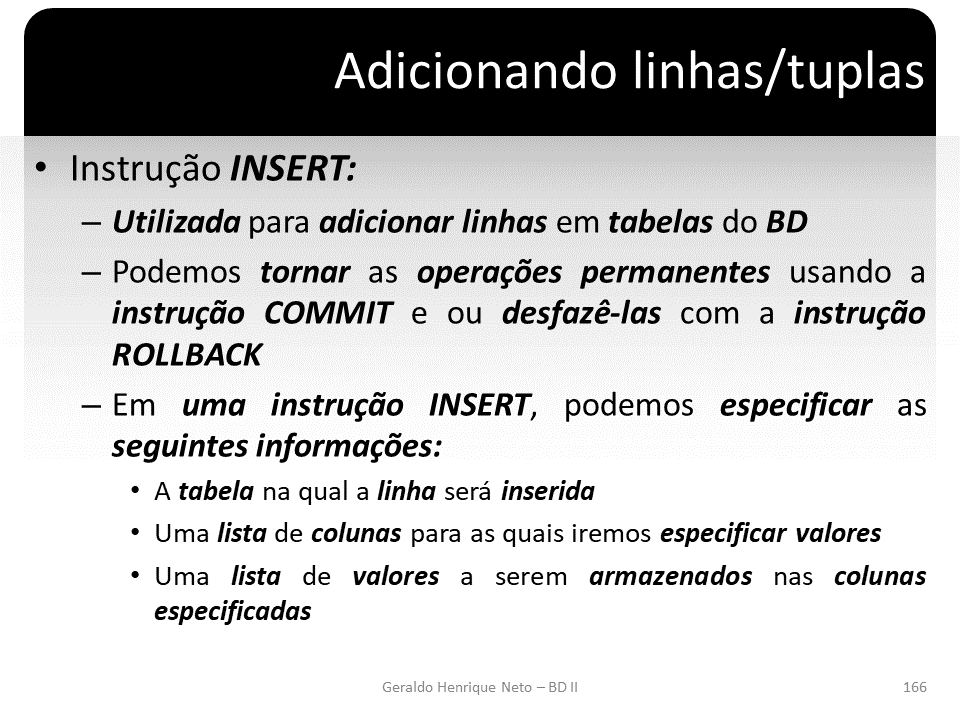 Adicionando linhas/tuplas
• Instrução INSERT:
– Utilizada para adicionar linhas em tabelas do BD
– Podemos tornar as operações permanentes usando a
instrução COMMIT e ou desfazê-las com a instrução
ROLLBACK
– Em uma instrução INSERT, podemos especificar as
seguintes informações:
• A tabela na qual a linha será inserida
• Uma lista de colunas para as quais iremos especificar valores
• Uma lista de valores a serem armazenados nas colunas
especificadas
Geraldo Henrique Neto – BD II
166